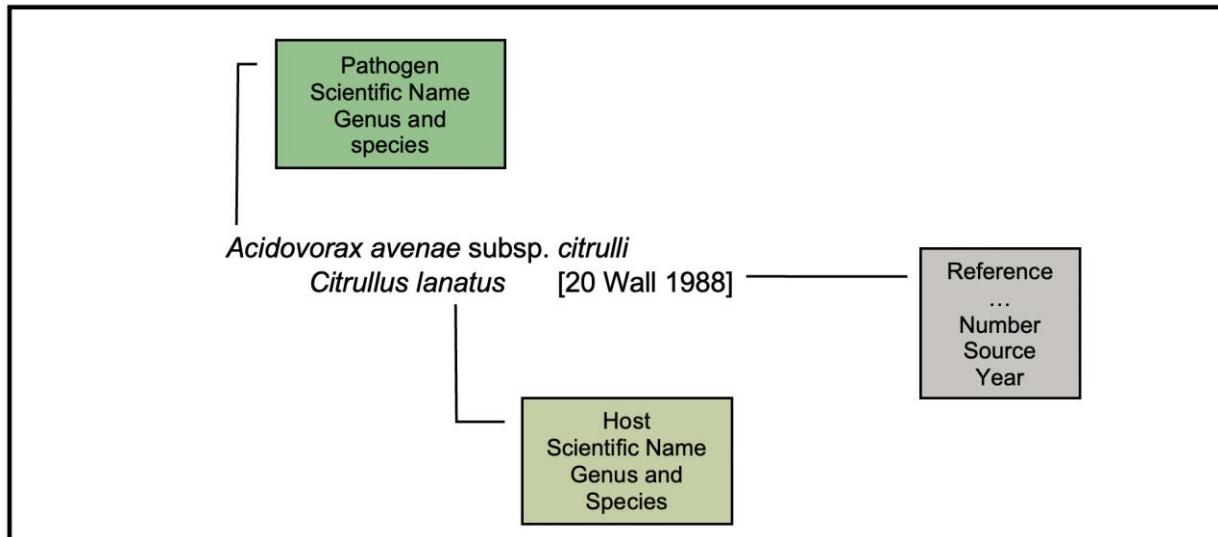 Pathogen
Scientific Name
Genus and
species
Acidovorax avenae subsp. citrulli
Citrullus lanatus [20 Wall 1988]
Reference
…
Number
Source
Year
Host
Scientific Name
Genus and
Species